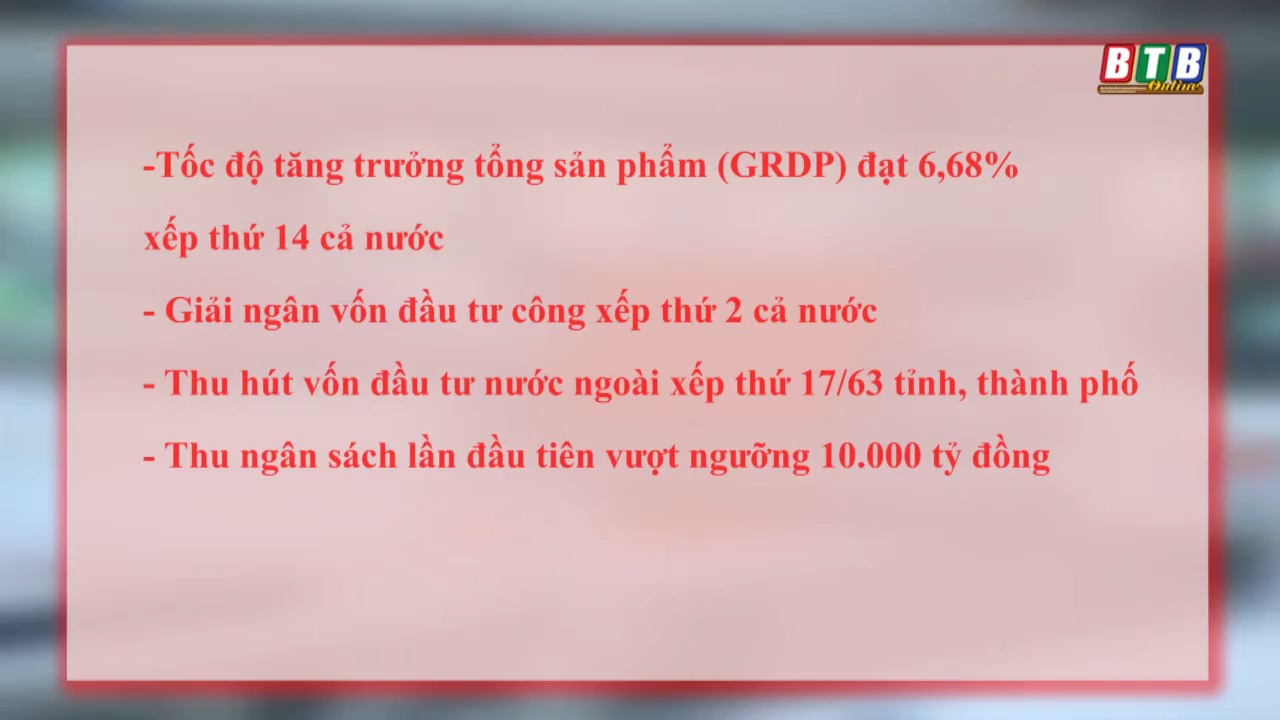 BTB
Online
-Tốc độ tăng trưởng tổng sản phẩm (GRDP) đạt 6,68%
xếp thứ 14 cả nước
- Giải ngân vốn đầu tư công xếp thứ 2 cả nước
- Thu hút vốn đầu tư nước ngoài xếp thứ 17/63 tỉnh, thành phố
- Thu ngân sách lần đầu tiên vượt ngưỡng 10.000 tỷ đồng